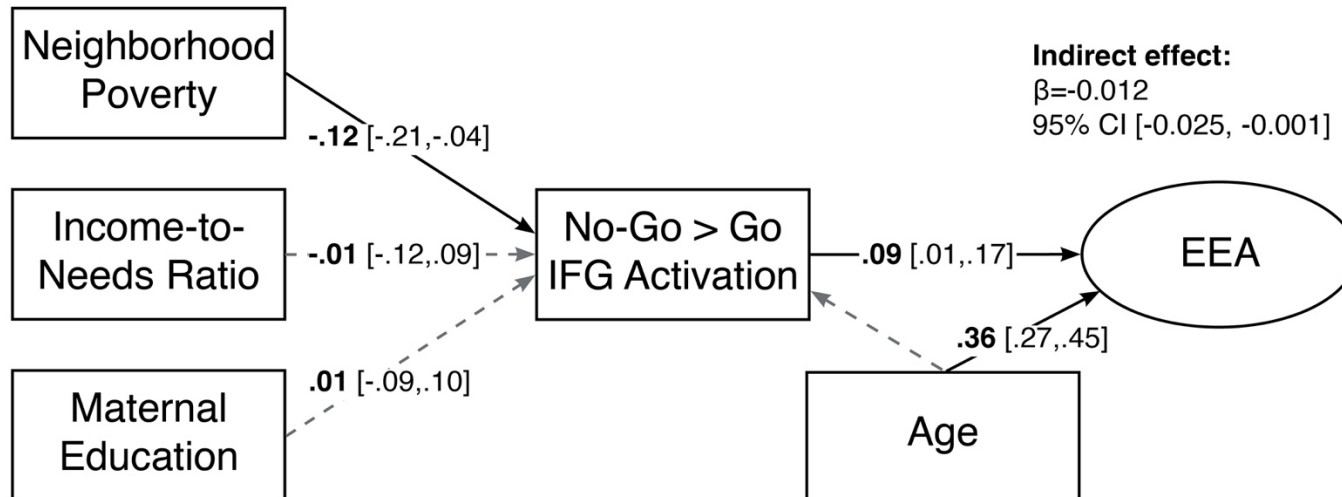 Neighborhood
Poverty
Indirect effect:
β=-0.012
95% CI [-0.025, -0.001]
-.12 [-.21,-.04]
Income-to-
Needs Ratio
-.01 [-.12,.09]
No-Go > Go
IFG Activation
.09 [.01,.17]
EEA
.36 [.27,.45]
.01 [-.09,.10]
Maternal
Education
Age